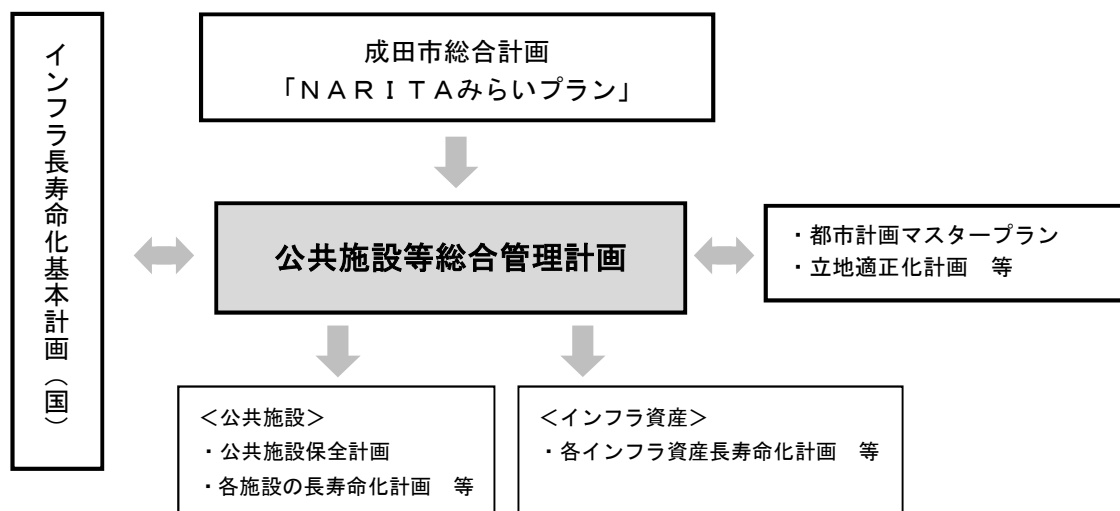 インフラ長寿命化基本計画（国）
成田市総合計画
「ＮＡＲＩＴＡみらいプラン」
公共施設等総合管理計画
・都市計画マスタープラン
・立地適正化計画　等
＜公共施設＞
・公共施設保全計画
・各施設の長寿命化計画　等
＜インフラ資産＞
・各インフラ資産長寿命化計画　等